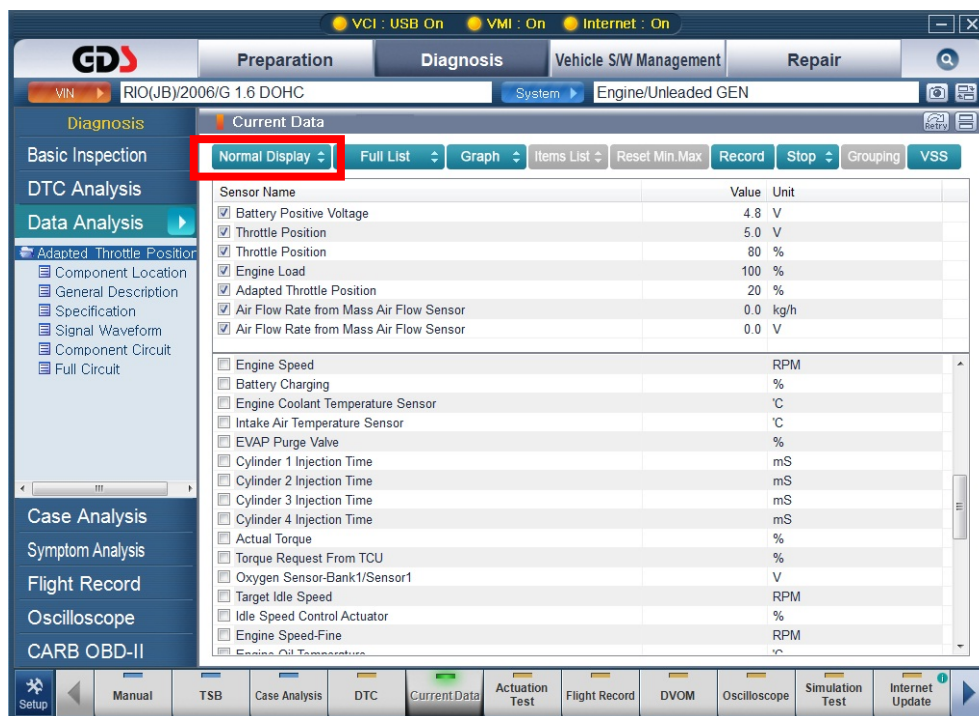 VCI : USB On VMI : On Internet : On
GDS Preparation Diagnosis Vehicle S/W Management Repair
VIN RIO(JB)/2006/G 1.6 DOHC System Engine/Unleaded GEN
Diagnosis
Basic Inspection
DTC Analysis
Data Analysis
Adapted Throttle Position
Component Location
General Description
Specification
Signal Waveform
Component Circuit
Full Circuit
Case Analysis
Symptom Analysis
Flight Record
Oscilloscope
CARB OBD-II
Current Data Retry
Normal Display Full List Graph Items List Reset Min.Max Record Stop Grouping VSS
Sensor Name Value Unit
Battery Positive Voltage 4.8 V
Throttle Position 5.0 V
Throttle Position 80 %
Engine Load 100 %
Adapted Throttle Position 20 %
Air Flow Rate from Mass Air Flow Sensor 0.0 kg/h
Air Flow Rate from Mass Air Flow Sensor 0.0 V
Engine Speed RPM
Battery Charging %
Engine Coolant Temperature Sensor 'C
Intake Air Temperature Sensor 'C
EVAP Purge Valve %
Cylinder 1 Injection Time mS
Cylinder 2 Injection Time mS
Cylinder 3 Injection Time mS
Cylinder 4 Injection Time mS
Actual Torque %
Torque Request From TCU %
Oxygen Sensor-Bank1/Sensor1 V
Target Idle Speed RPM
Idle Speed Control Actuator %
Engine Speed-Fine RPM
Engine Oil Temperature 'C
Setup Manual TSB Case Analysis DTC Current Data Actuation Test Flight Record DVOM Oscilloscope Simulation Test Internet Update